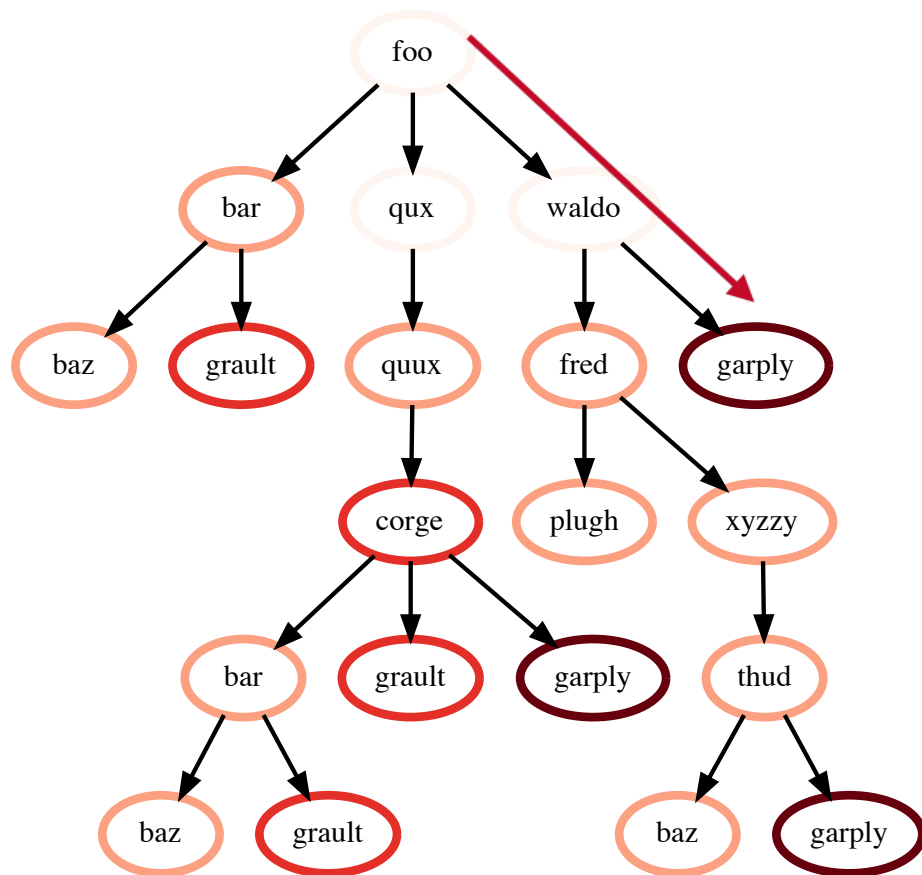 foo
bar
qux
waldo
baz
grault
quux
fred
garply
corge
plugh
xyzzy
bar
grault
garply
thud
baz
grault
baz
garply